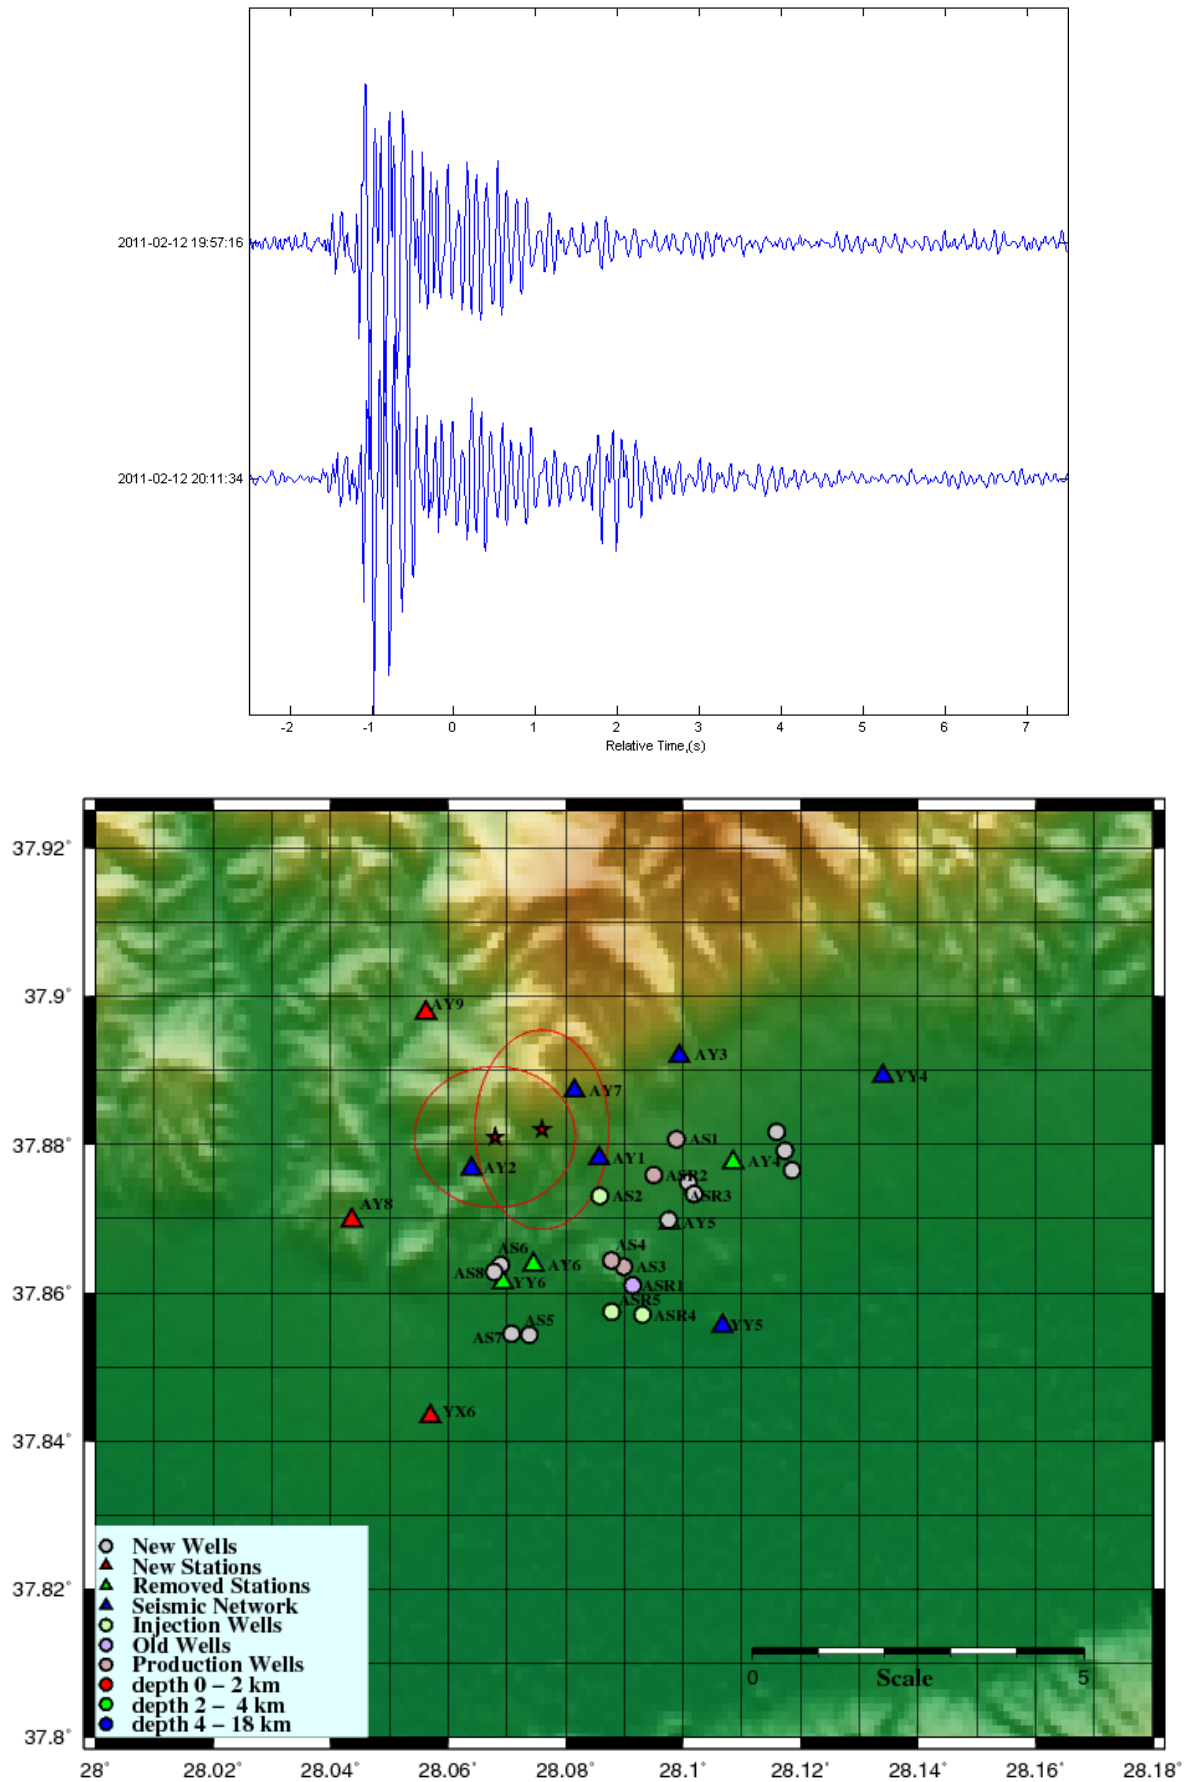 2011-02-12 19:57:16
2011-02-12 20:11:34
-2 -1 0 1 2 3 4 5 6 7
Relative Time,(s)
37.92°
37.9°
AY9
AY3
AY7
YY4
37.88°
AS1
AY2
AY1
AY4
ASR2
AS2
ASR3
AY8
AY5
AS6
AS4
AY6
AS3
AS8
YY6
ASR1
37.86°
ASR5
AS5
ASR4
YY5
AS7
YX6
37.84°
37.82°
37.8°
New Wells
New Stations
Removed Stations
Seismic Network
Injection Wells
Old Wells
Production Wells
depth 0 – 2 km
depth 2 – 4 km
depth 4 – 18 km
0 5
Scale
28° 28.02° 28.04° 28.06° 28.08° 28.1° 28.12° 28.14° 28.16° 28.18°